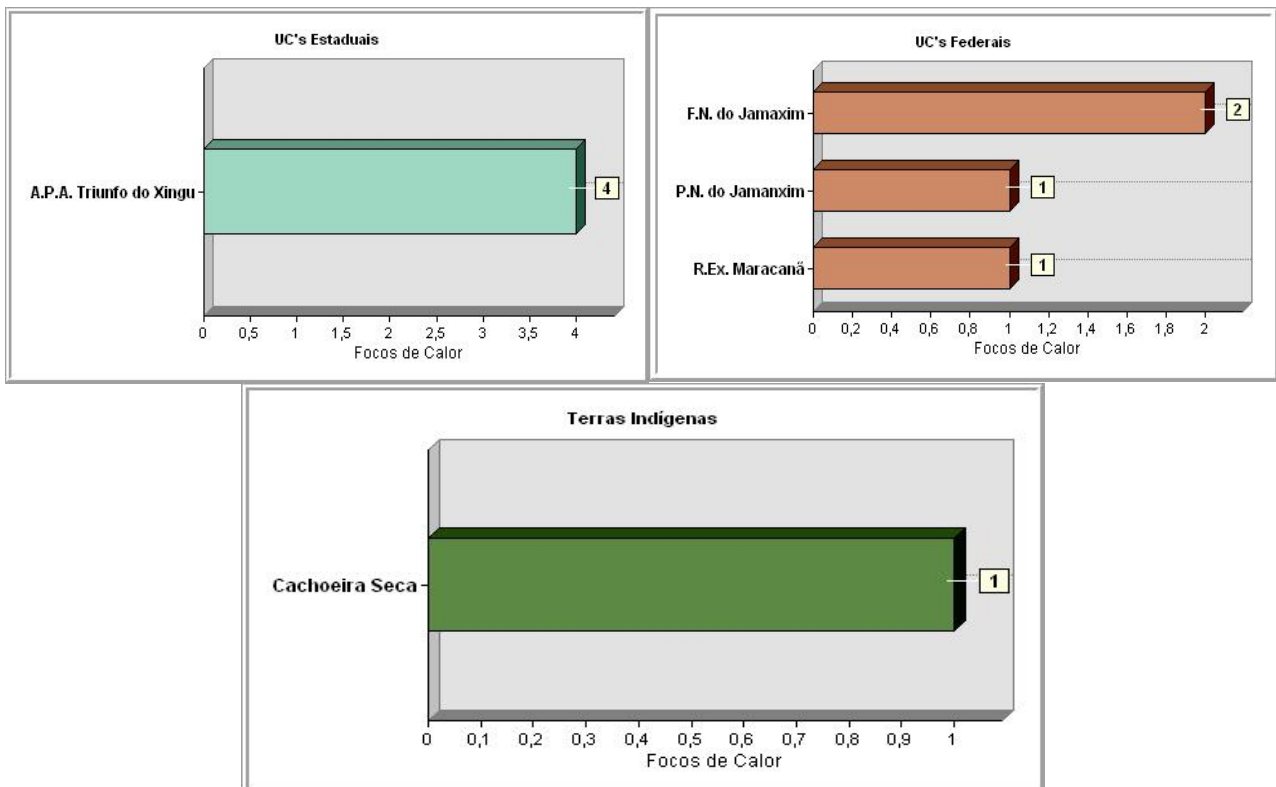 UC's Estaduais
A.P.A. Triunfo do Xingu
4
0 0,5 1 1,5 2 2,5 3 3,5 4
Focos de Calor
UC's Federais
F.N. do Jamaxim
2
P.N. do Jamanxim
1
R.Ex. Maracanã
1
0 0,2 0,4 0,6 0,8 1 1,2 1,4 1,6 1,8 2
Focos de Calor
Terras Indígenas
Cachoeira Seca
1
0 0,1 0,2 0,3 0,4 0,5 0,6 0,7 0,8 0,9 1
Focos de Calor